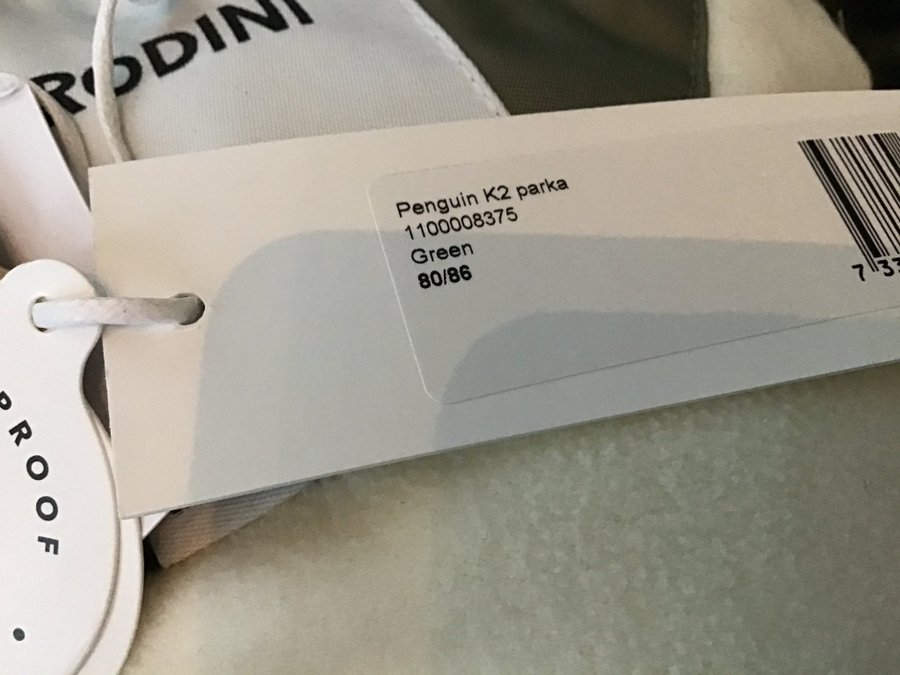 RODINI
Penguin K2 parka
1100008375
Green
80/86
7 33
PROOF